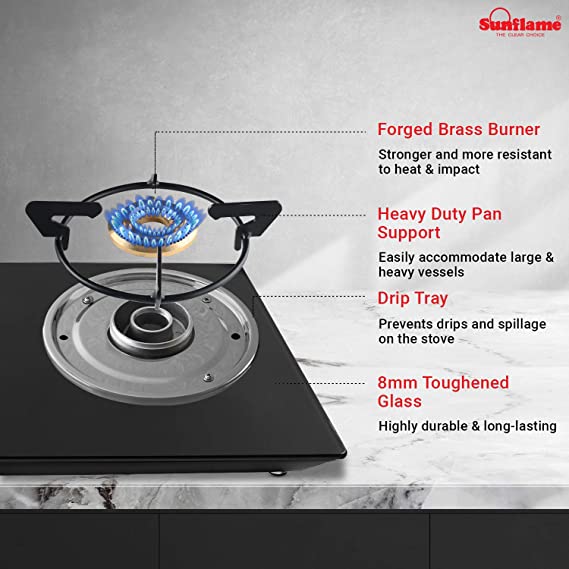 Sunflame®
THE CLEAR CHOICE
Forged Brass Burner
Stronger and more resistant
to heat & impact
Heavy Duty Pan
Support
Easily accommodate large &
heavy vessels
Drip Tray
Prevents drips and spillage
on the stove
8mm Toughened
Glass
Highly durable & long-lasting